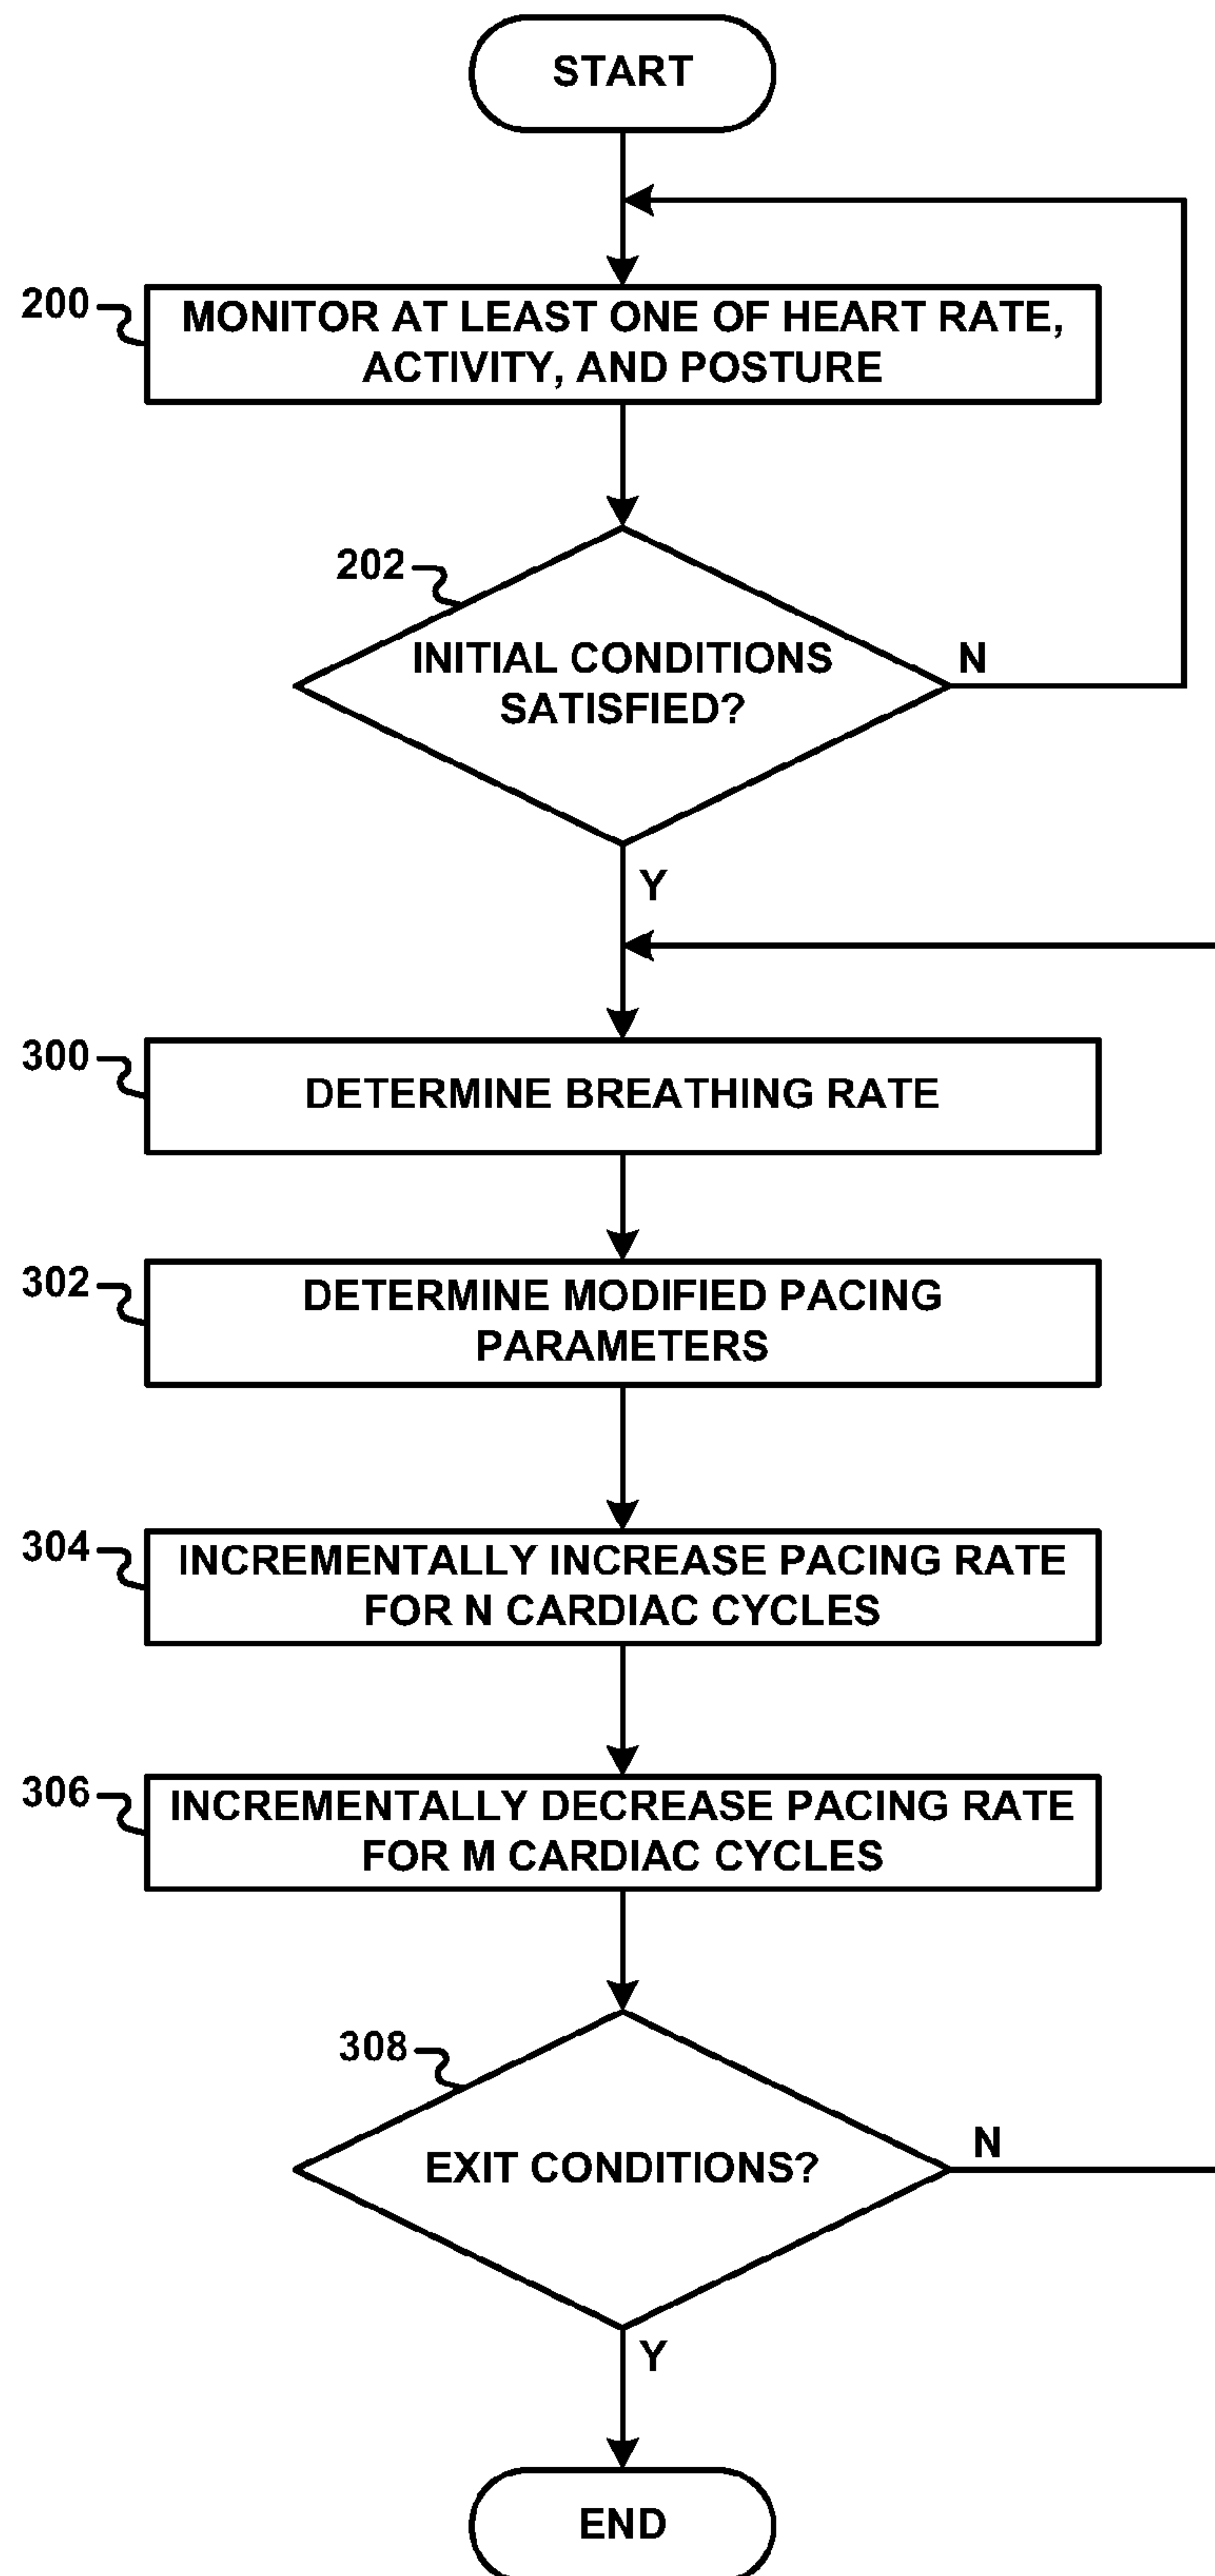 START
200
MONITOR AT LEAST ONE OF HEART RATE,
ACTIVITY, AND POSTURE
202
INITIAL CONDITIONS
SATISFIED?
N
Y
300
DETERMINE BREATHING RATE
302
DETERMINE MODIFIED PACING
PARAMETERS
304
INCREMENTALLY INCREASE PACING RATE
FOR N CARDIAC CYCLES
306
INCREMENTALLY DECREASE PACING RATE
FOR M CARDIAC CYCLES
308
EXIT CONDITIONS?
N
Y
END